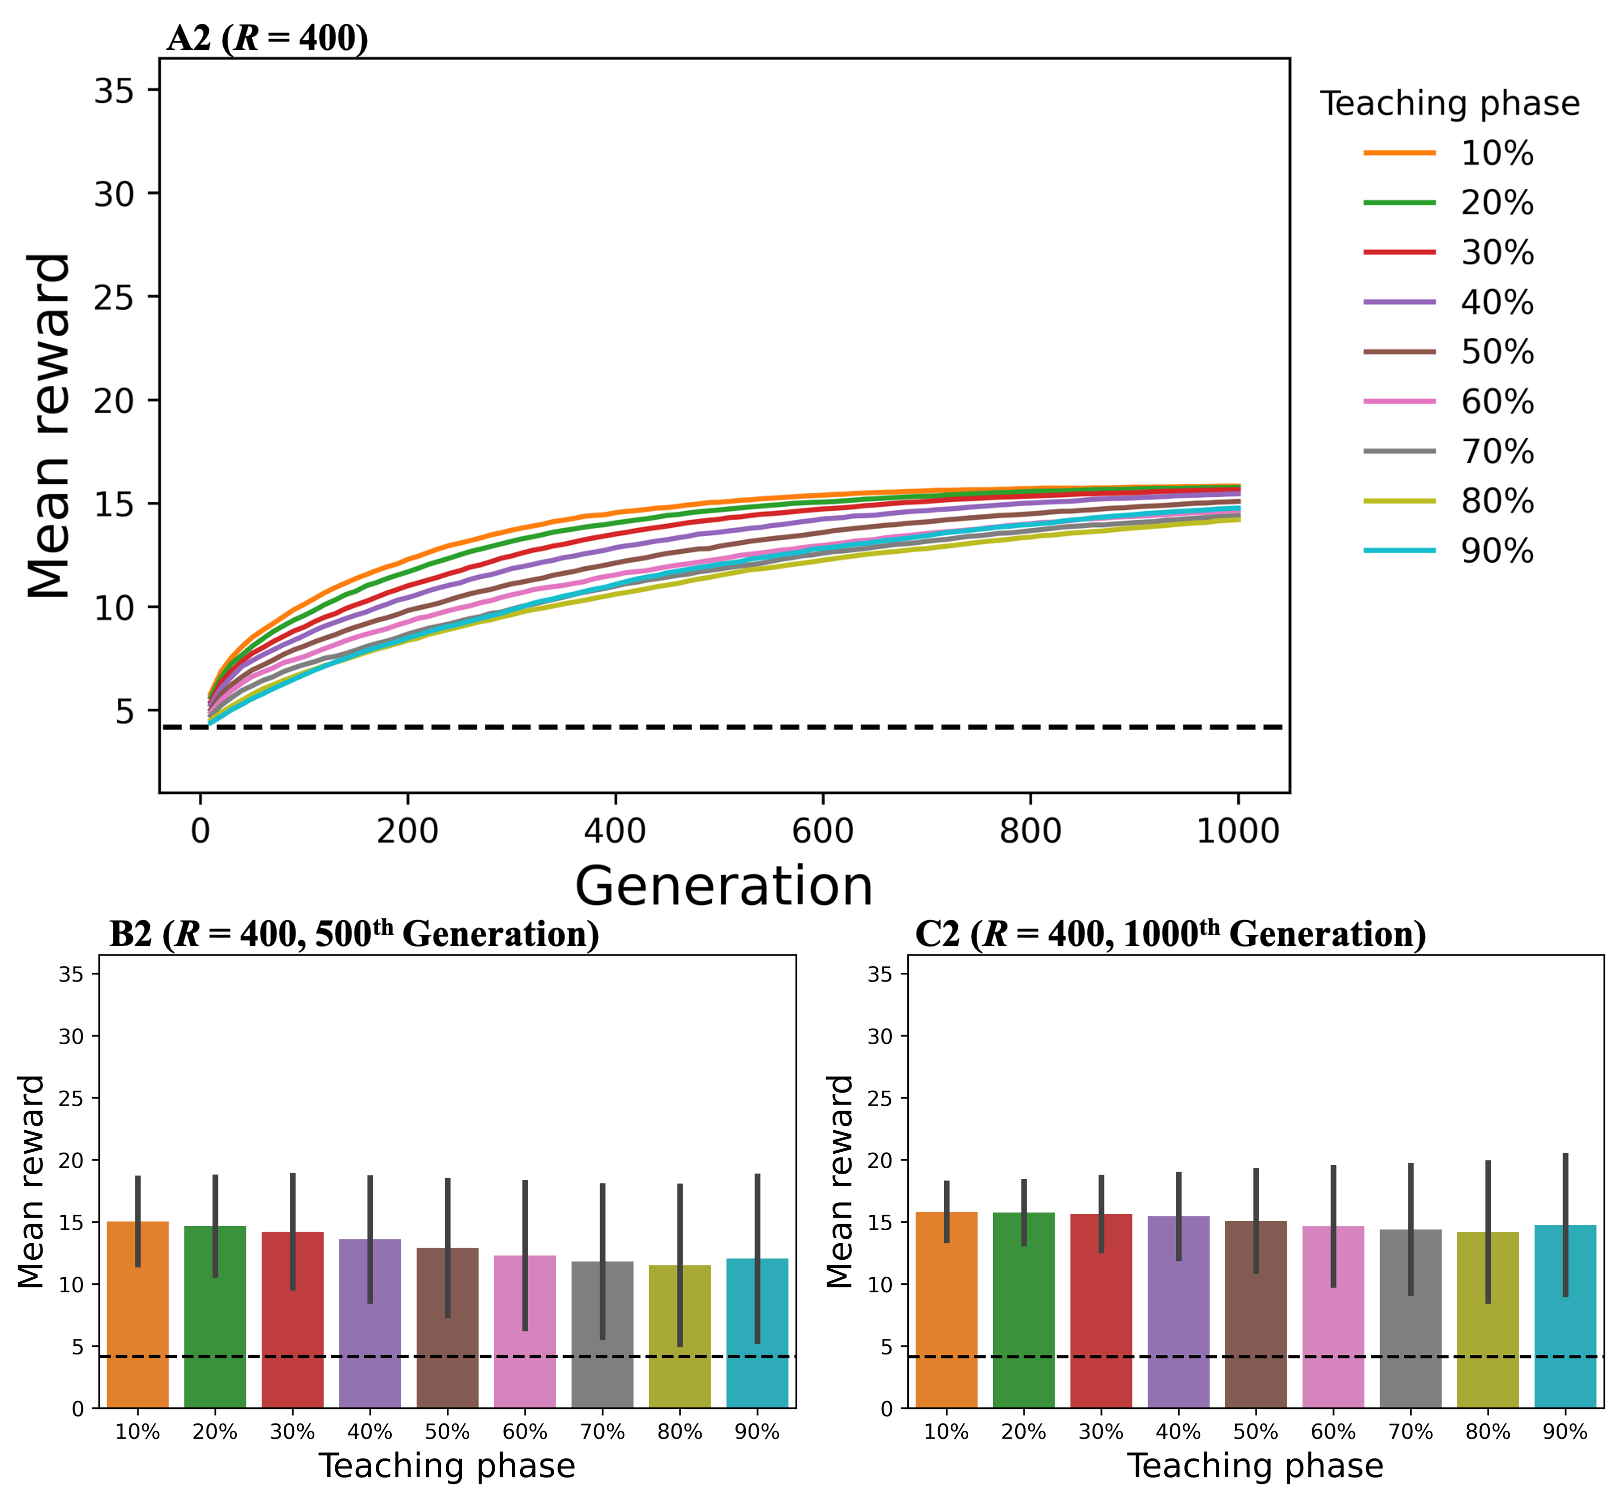 A2 (R = 400)
35
30
25
20
15
10
5
Mean reward
0 200 400 600 800 1000
Generation
Teaching phase
10%
20%
30%
40%
50%
60%
70%
80%
90%
B2 (R = 400, 500th Generation)
35
30
25
20
15
10
5
0
Mean reward
10% 20% 30% 40% 50% 60% 70% 80% 90%
Teaching phase
C2 (R = 400, 1000th Generation)
35
30
25
20
15
10
5
0
Mean reward
10% 20% 30% 40% 50% 60% 70% 80% 90%
Teaching phase